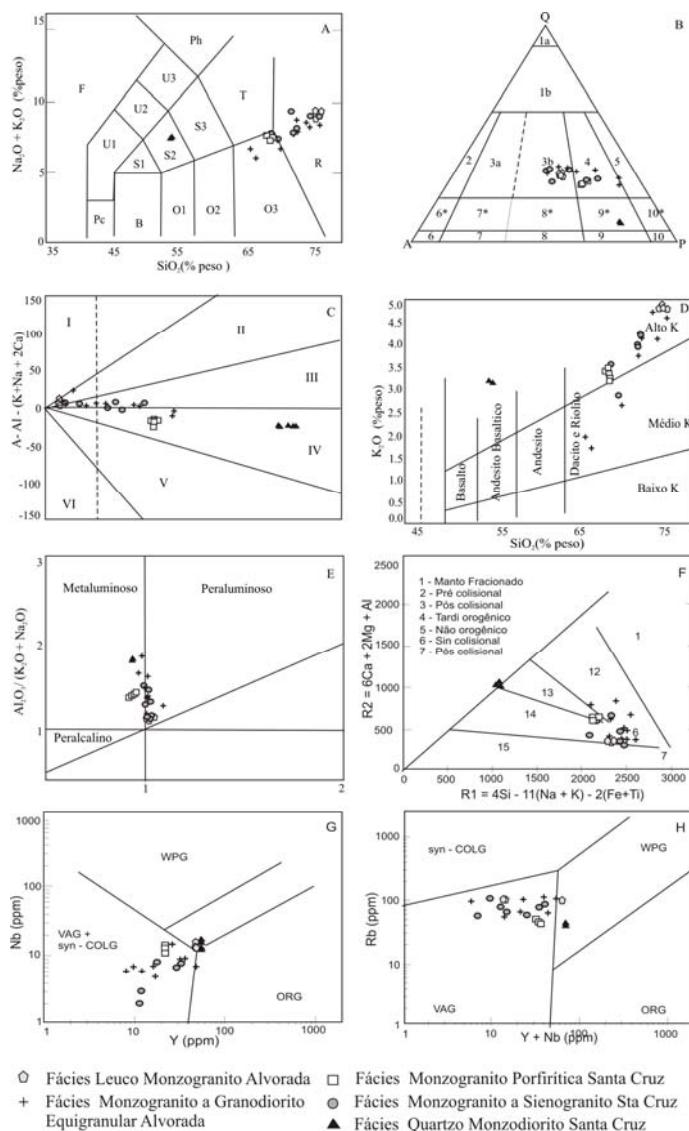 A
15
10
5
0
Na2O + K2O (%peso)
F
Ph
U3
U2
U1
T
S3
S2
S1
R
Pc
B
O1
O2
O3
35
45
55
65
75
SiO2(% peso )
B
Q
1a
1b
2
3a
3b
4
5
6*
7*
8*
9*
10*
A
6
7
8
9
10
P
C
150
100
50
0
-50
-100
-150
A- Al - (K+Na + 2Ca)
I
II
III
IV
V
VI
D
5.0
4.0
3.0
2.0
1.0
0.5
0.0
K2O (%peso)
Alto K
Médio K
Baixo K
Basalto
Andesito Basaltico
Andesito
Dacito e Riolito
45
55
65
75
SiO2(% peso)
E
3
2
1
Al2O3/ (K2O + Na2O)
Metaluminoso
Peraluminoso
Peralcalino
1
2
F
2500
2000
1500
1000
500
0
R2 = 6Ca + 2Mg + Al
1 - Manto Fracionado
2 - Pré colisional
3 - Pós colisional
4 - Tardi orogênico
5 - Não orogênico
6 - Sin colisional
7 - Pós colisional
1
12
13
14
15
6
7
0
500
1000
1500
2000
2500
3000
R1 = 4Si - 11(Na + K) - 2(Fe+Ti)
G
1000
100
10
1
Nb (ppm)
WPG
VAG +
syn - COLG
ORG
1
10
100
1000
Y (ppm)
H
1000
100
10
1
Rb (ppm)
syn - COLG
WPG
VAG
ORG
1
10
100
1000
Y + Nb (ppm)
Fácies Leuco Monzogranito Alvorada
Fácies Monzogranito a Granodiorito
Equigranular Alvorada
Fácies Monzogranito Porfirítica Santa Cruz
Fácies Monzogranito a Sienogranito Sta Cruz
Fácies Quartzo Monzodiorito Santa Cruz